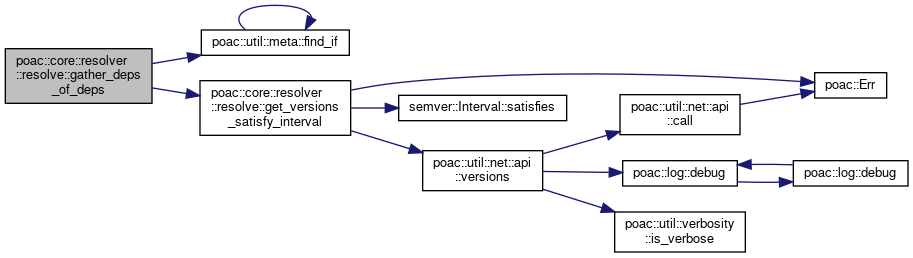 poac::core::resolver
::resolve::gather_deps
_of_deps
poac::util::meta::find_if
poac::core::resolver
::resolve::get_versions
_satisfy_interval
poac::Err
semver::Interval::satisfies
poac::util::net::api
::versions
poac::util::net::api
::call
poac::log::debug
poac::log::debug
poac::util::verbosity
::is_verbose